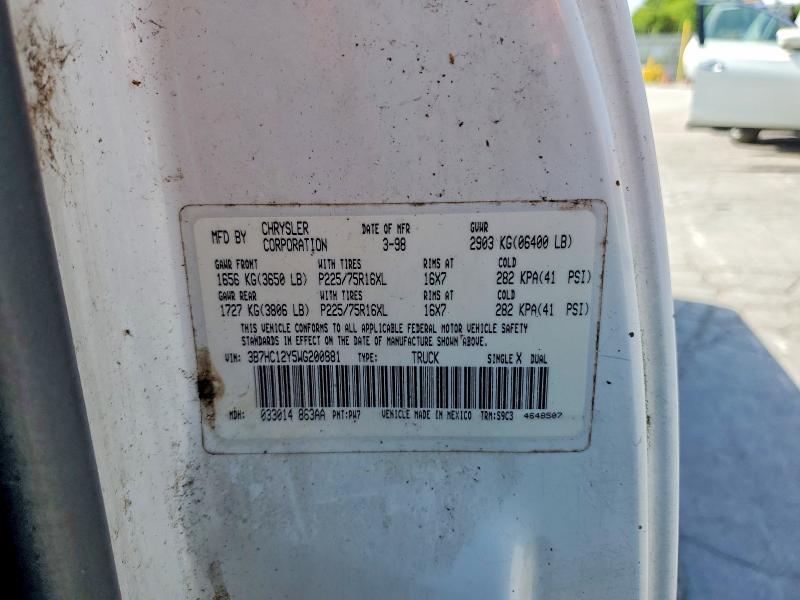 MFD BY CHRYSLER CORPORATION DATE OF MFR 3-98 GVWR 2903 KG(06400 LB)
GAWR FRONT WITH TIRES RIMS AT COLD
1656 KG(3650 LB) P225/75R16XL 16X7 282 KPA(41 PSI)
GAWR REAR WITH TIRES RIMS AT COLD
1727 KG(3806 LB) P225/75R16XL 16X7 282 KPA(41 PSI)
THIS VEHICLE CONFORMS TO ALL APPLICABLE FEDERAL MOTOR VEHICLE SAFETY
STANDARDS IN EFFECT ON THE DATE OF MANUFACTURE SHOWN ABOVE.
VIN: 3B7HC12Y5WG200881 TYPE: TRUCK SINGLE X DUAL
MDH: 033014 863AA PNT:PW7 VEHICLE MADE IN MEXICO TRM:S9C3 4648507